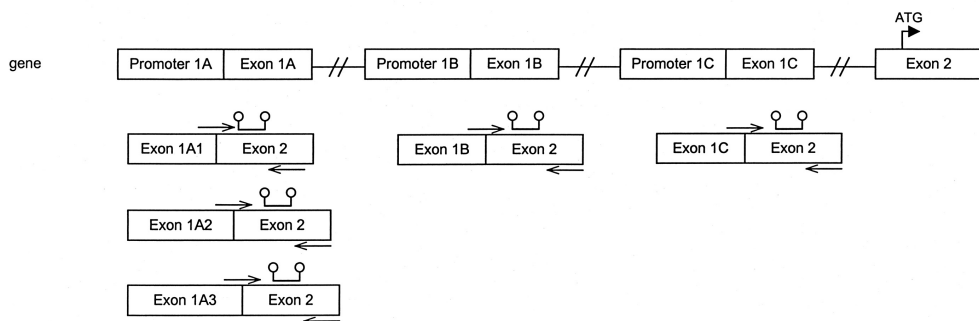 ATG
gene Promoter 1A Exon 1A Promoter 1B Exon 1B Promoter 1C Exon 1C Exon 2
Exon 1A1 Exon 2 Exon 1B Exon 2 Exon 1C Exon 2
Exon 1A2 Exon 2
Exon 1A3 Exon 2